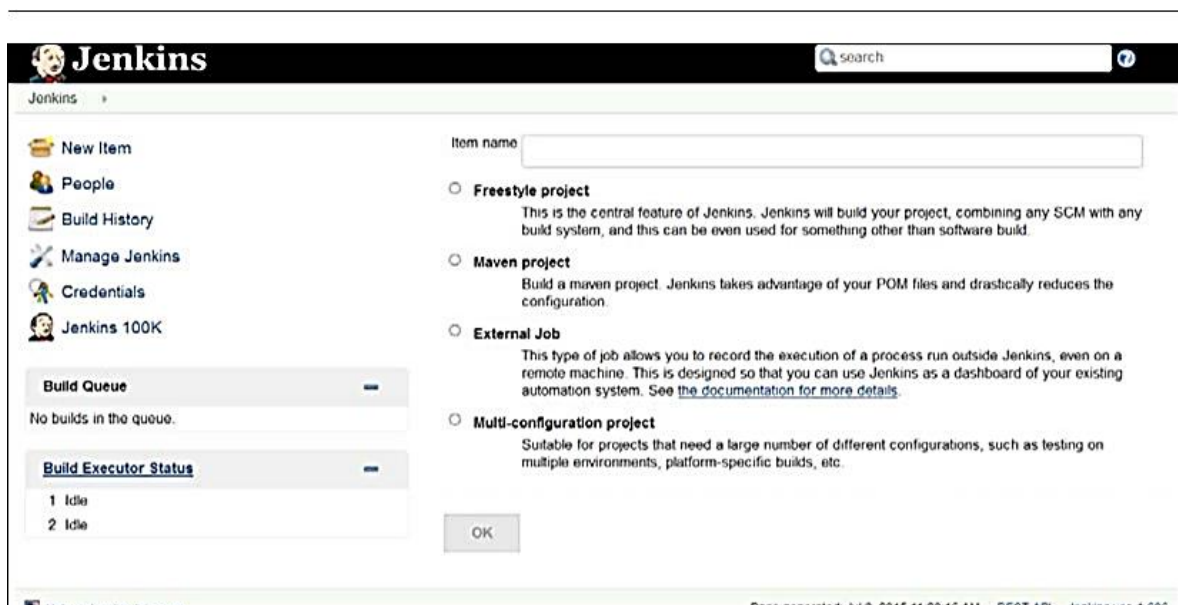 Jenkins
search
Jenkins
New Item
People
Build History
Manage Jenkins
Credentials
Jenkins 100K
Build Queue
No builds in the queue.
Build Executor Status
1 Idle
2 Idle
Item name
Freestyle project
This is the central feature of Jenkins. Jenkins will build your project, combining any SCM with any
build system, and this can be even used for something other than software build.
Maven project
Build a maven project. Jenkins takes advantage of your POM files and drastically reduces the
configuration.
External Job
This type of job allows you to record the execution of a process run outside Jenkins, even on a
remote machine. This is designed so that you can use Jenkins as a dashboard of your existing
automation system. See the documentation for more details.
Multi-configuration project
Suitable for projects that need a large number of different configurations, such as testing on
multiple environments, platform-specific builds, etc.
OK